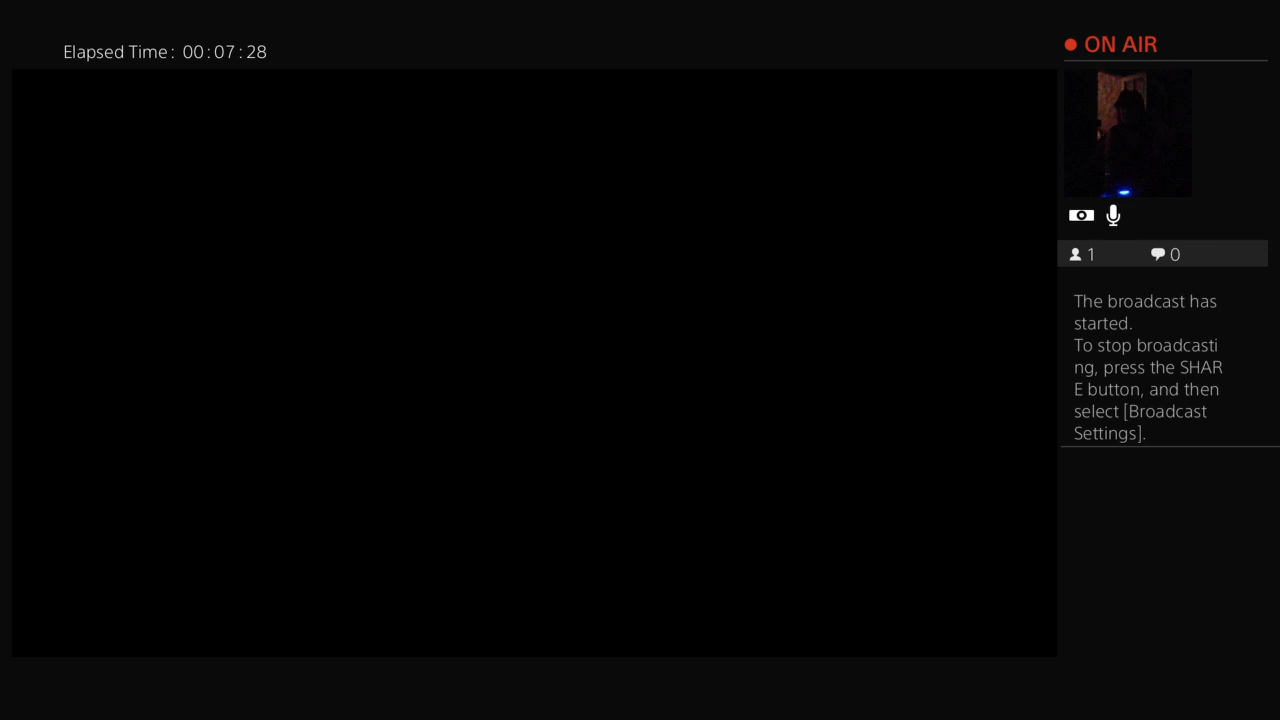 Elapsed Time: 00:07:28
ON AIR
1 0
The broadcast has
started.
To stop broadcasti
ng, press the SHAR
E button, and then
select [Broadcast
Settings].